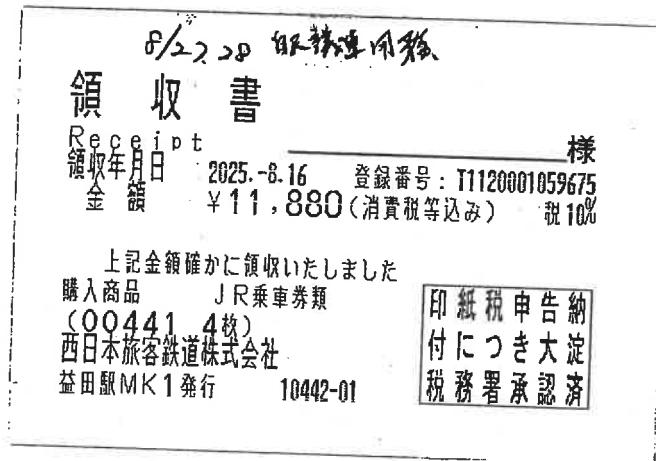 8/27.28
領収書
Receipt
様
領収年月日 2025.-8.16 登録番号：T1120001059675
金額 ￥11,880(消費税等込み) 税10%
上記金額確かに領収いたしました
購入商品 JR乗車券類
(00441 4枚)
西日本旅客鉄道株式会社
益田駅MK1発行 10442-01
印紙税申告納
付につき大淀
税務署承認済